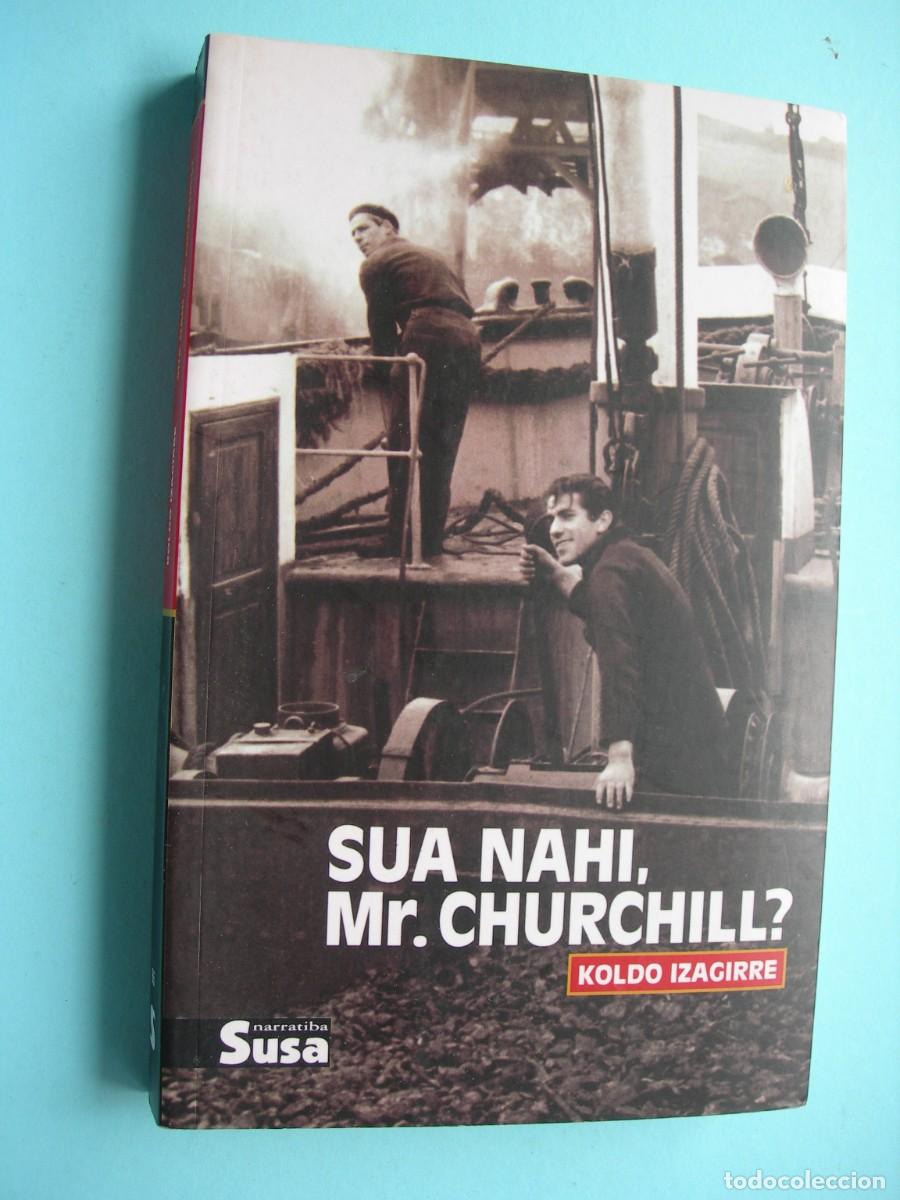 SUA NAHI,
Mr. CHURCHILL?
KOLDO IZAGIRRE
narratiba
Susa
todocoleccion